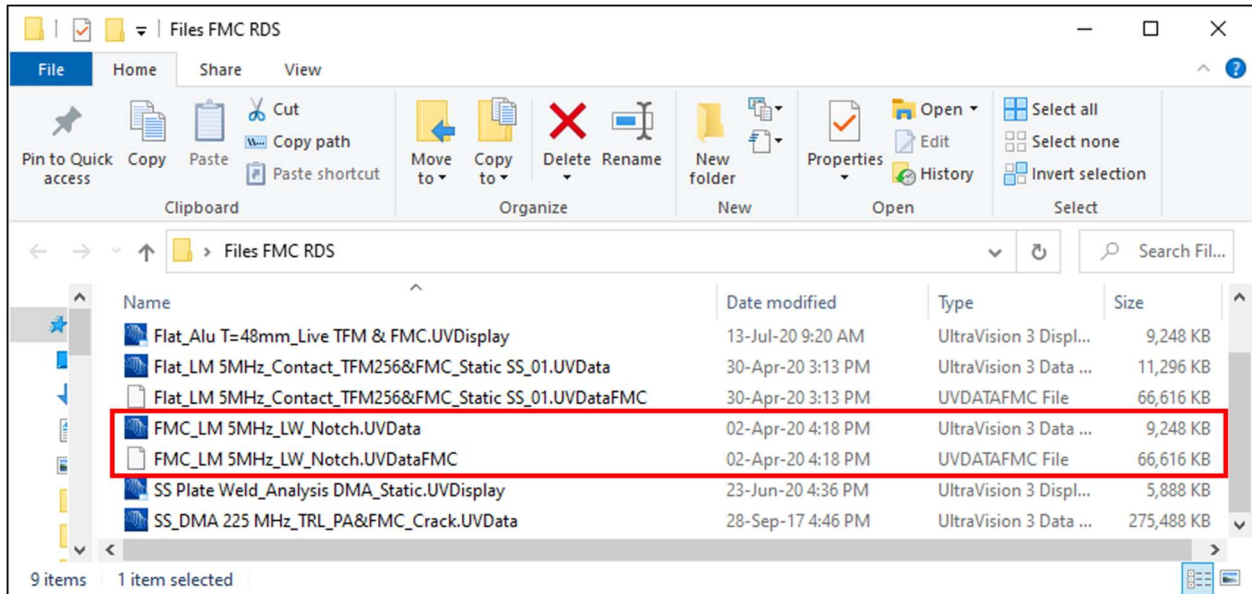 Files FMC RDS
File Home Share View
Pin to Quick access
Copy
Paste
Cut
Copy path
Paste shortcut
Move to
Copy to
Delete
Rename
New folder
Properties
Open
Edit
History
Select all
Select none
Invert selection
Clipboard Organize New Open Select
Files FMC RDS Search Fil...
Name Date modified Type Size
Flat_Alu T=48mm_Live TFM & FMC.UVDisplay 13-Jul-20 9:20 AM UltraVision 3 Displ... 9,248 KB
Flat_LM 5MHz_Contact_TFM256&FMC_Static SS_01.UVData 30-Apr-20 3:13 PM UltraVision 3 Data ... 11,296 KB
Flat_LM 5MHz_Contact_TFM256&FMC_Static SS_01.UVDataFMC 30-Apr-20 3:13 PM UVDATAFMC File 66,616 KB
FMC_LM 5MHz_LW_Notch.UVData 02-Apr-20 4:18 PM UltraVision 3 Data ... 9,248 KB
FMC_LM 5MHz_LW_Notch.UVDataFMC 02-Apr-20 4:18 PM UVDATAFMC File 66,616 KB
SS Plate Weld_Analysis DMA_Static.UVDisplay 23-Jun-20 4:36 PM UltraVision 3 Displ... 5,888 KB
SS_DMA 225 MHz_TRL_PA&FMC_Crack.UVData 28-Sep-17 4:46 PM UltraVision 3 Data ... 275,488 KB
9 items 1 item selected